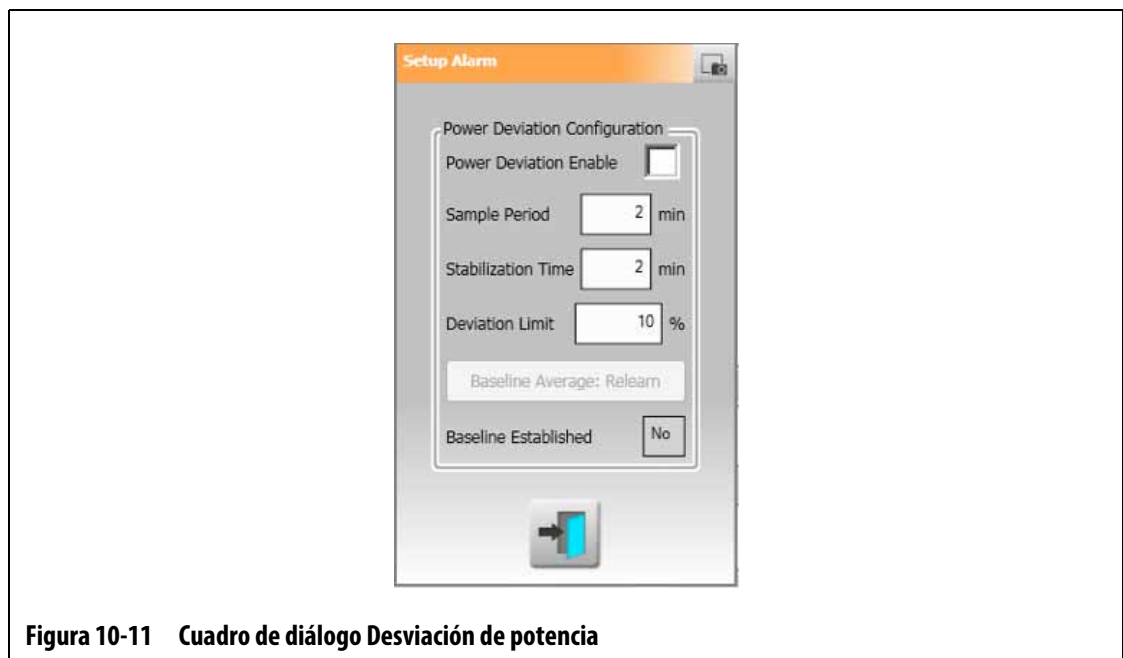 Setup Alarm
Power Deviation Configuration
Power Deviation Enable
Sample Period 2 min
Stabilization Time 2 min
Deviation Limit 10 %
Baseline Average: Relearn
Baseline Established No
Figura 10-11 Cuadro de diálogo Desviación de potencia